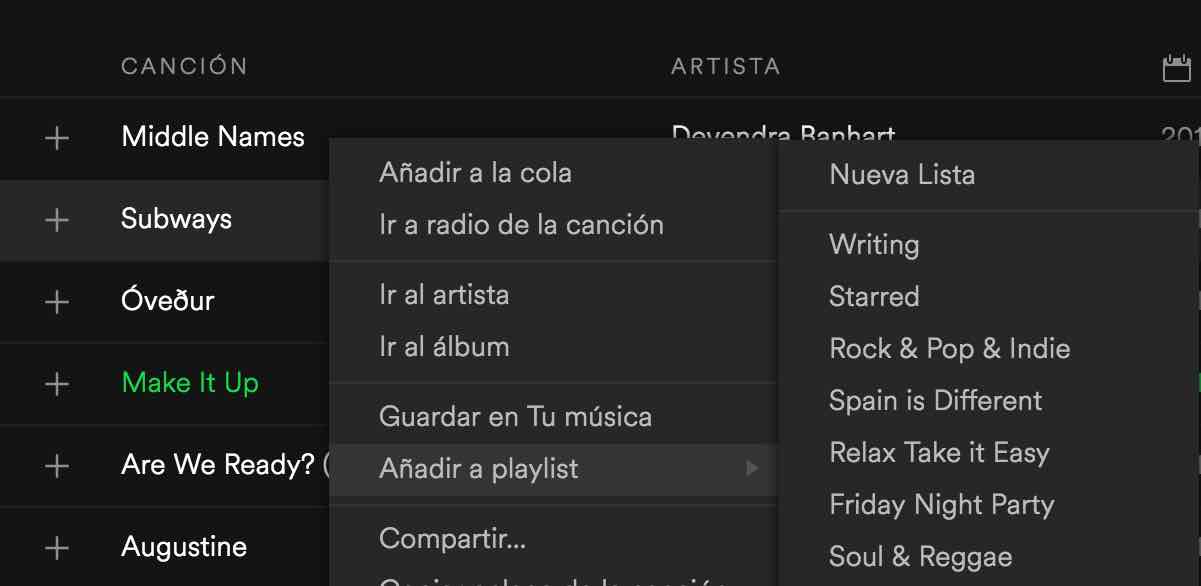 CANCIÓN ARTISTA
Middle Names Devendra Banhart
Subways
Óveður
Make It Up
Are We Ready? (
Augustine
Añadir a la cola
Ir a radio de la canción
Ir al artista
Ir al álbum
Guardar en Tu música
Añadir a playlist
Compartir...
Nueva Lista
Writing
Starred
Rock & Pop & Indie
Spain is Different
Relax Take it Easy
Friday Night Party
Soul & Reggae